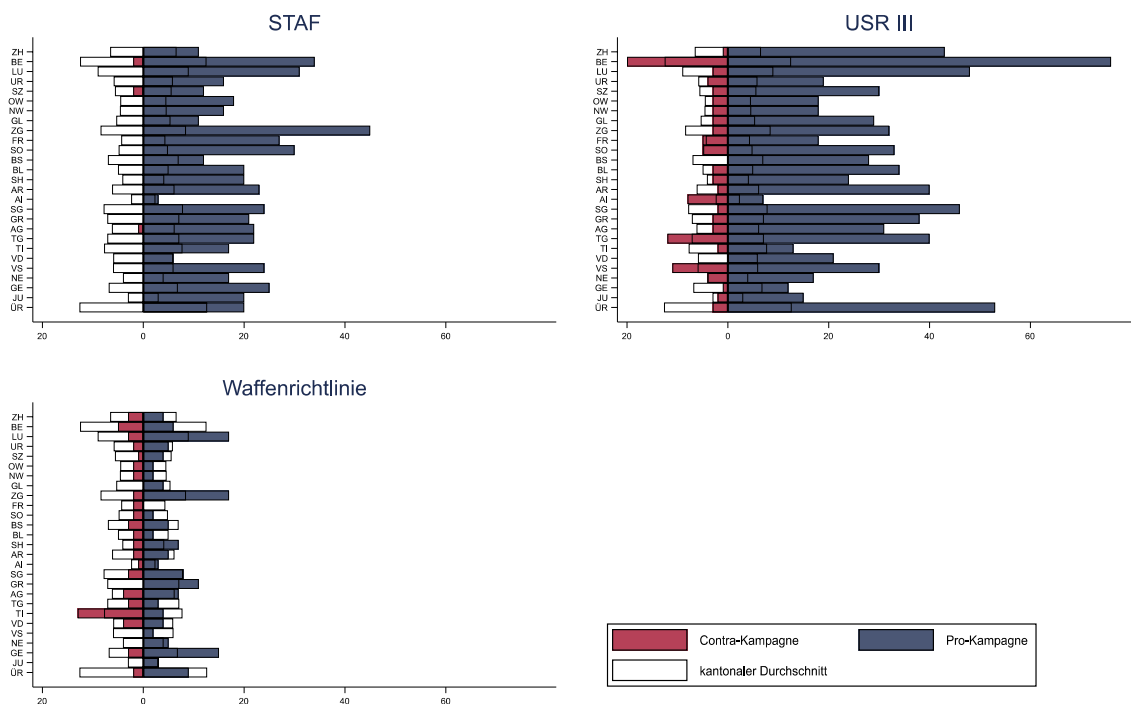 STAF
ZH
BE
LU
UR
SZ
OW
NW
GL
ZG
FR
SO
BS
BL
SH
AR
AI
SG
GR
AG
TG
TI
VD
VS
NE
GE
JU
ÜR
20 0 20 40 60
USR III
ZH
BE
LU
UR
SZ
OW
NW
GL
ZG
FR
SO
BS
BL
SH
AR
AI
SG
GR
AG
TG
TI
VD
VS
NE
GE
JU
ÜR
20 0 20 40 60
Waffenrichtlinie
ZH
BE
LU
UR
SZ
OW
NW
GL
ZG
FR
SO
BS
BL
SH
AR
AI
SG
GR
AG
TG
TI
VD
VS
NE
GE
JU
ÜR
20 0 20 40 60
Contra-Kampagne Pro-Kampagne
kantonaler Durchschnitt